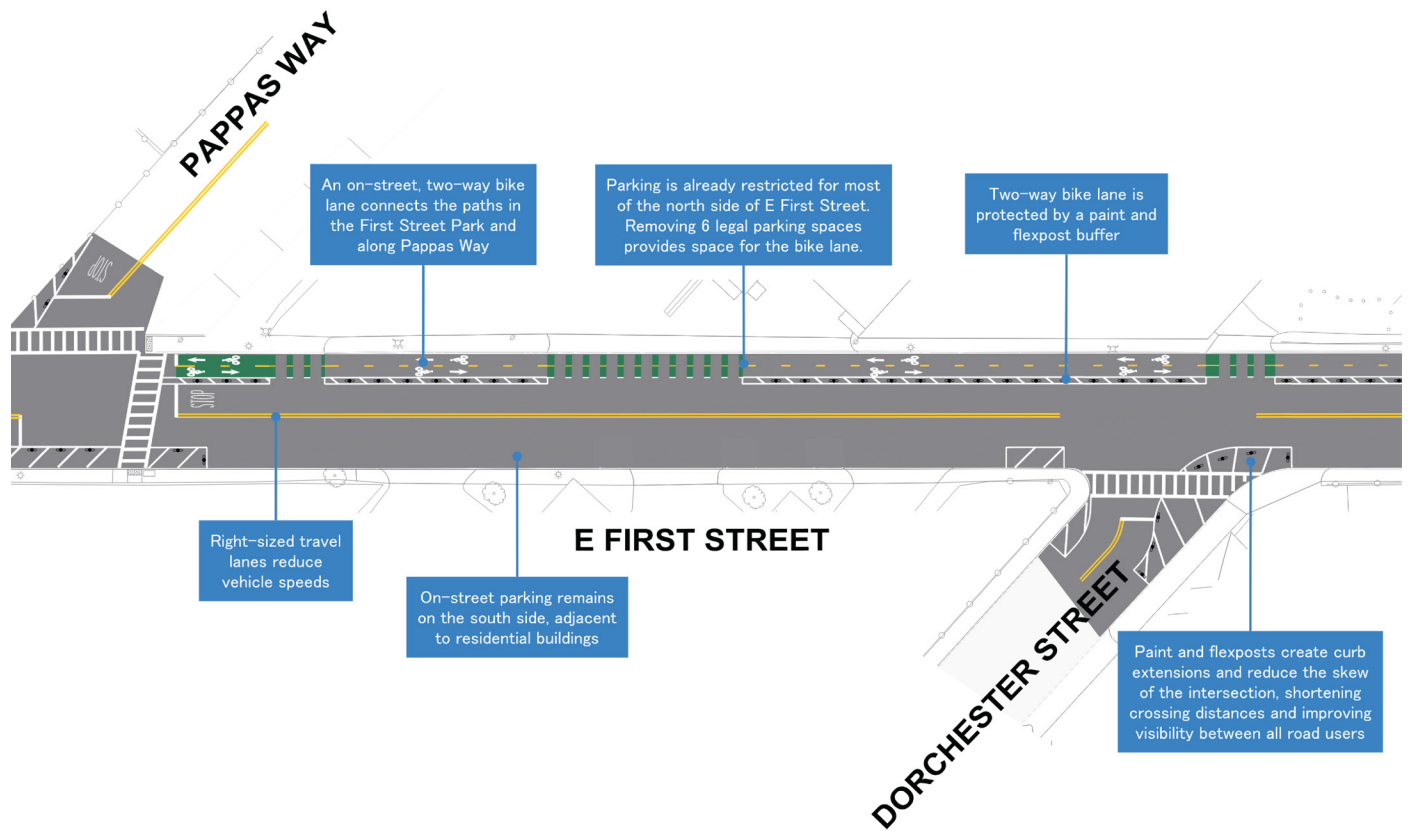 PAPPAS WAY
An on-street, two-way bike
lane connects the paths in
the First Street Park and
along Pappas Way
Parking is already restricted for most
of the north side of E First Street.
Removing 6 legal parking spaces
provides space for the bike lane.
Two-way bike lane is
protected by a paint and
flexpost buffer
STOP
STOP
Right-sized travel
lanes reduce
vehicle speeds
E FIRST STREET
On-street parking remains
on the south side, adjacent
to residential buildings
DORCHESTER STREET
Paint and flexposts create curb
extensions and reduce the skew
of the intersection, shortening
crossing distances and improving
visibility between all road users